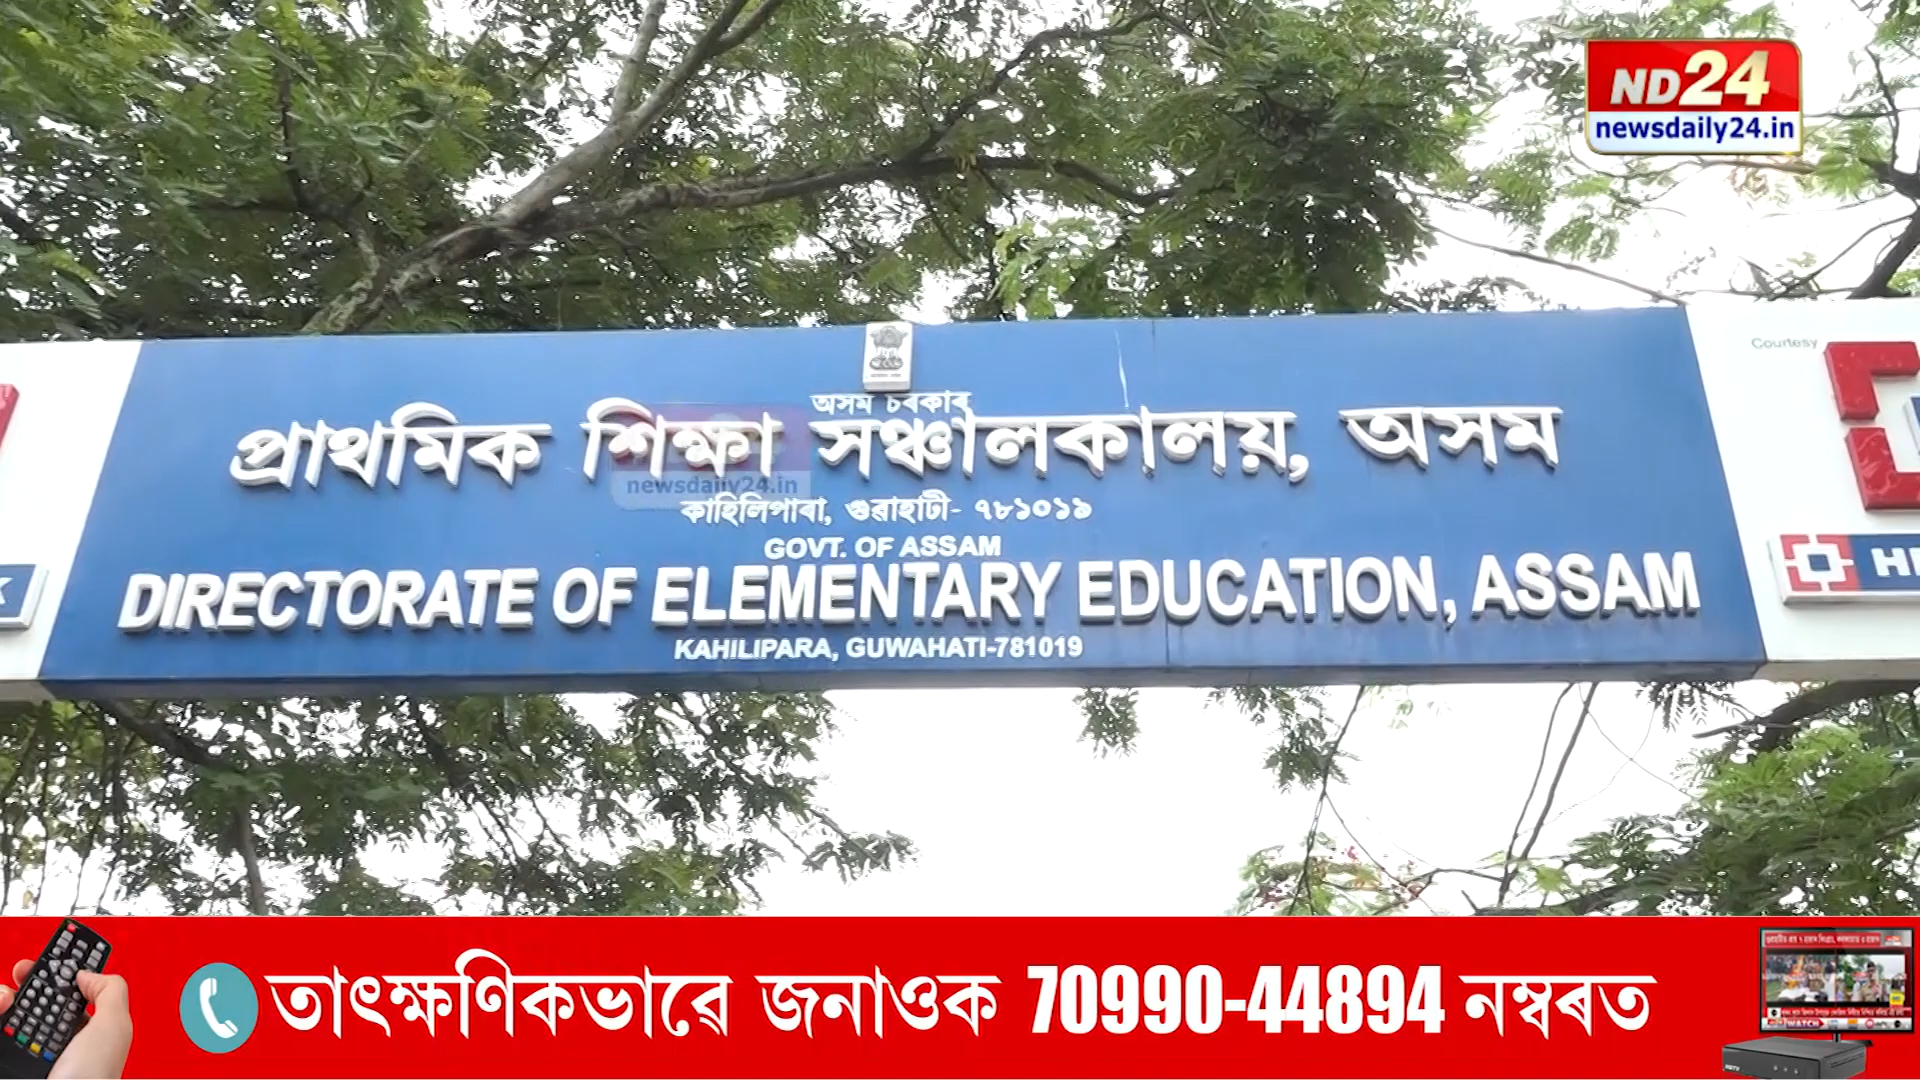 ND24
newsdaily24.in
Courtesy
অসম চৰকাৰ
প্ৰাথমিক শিক্ষা সঞ্চালকালয়, অসম
newsdaily24.in
কাহিলিপাৰা, গুৱাহাটী- ৭৮১০১৯
GOVT. OF ASSAM
DIRECTORATE OF ELEMENTARY EDUCATION, ASSAM
KAHILIPARA, GUWAHATI-781019
তাৎক্ষণিকভাৱে জনাওক 70990-44894 নম্বৰত